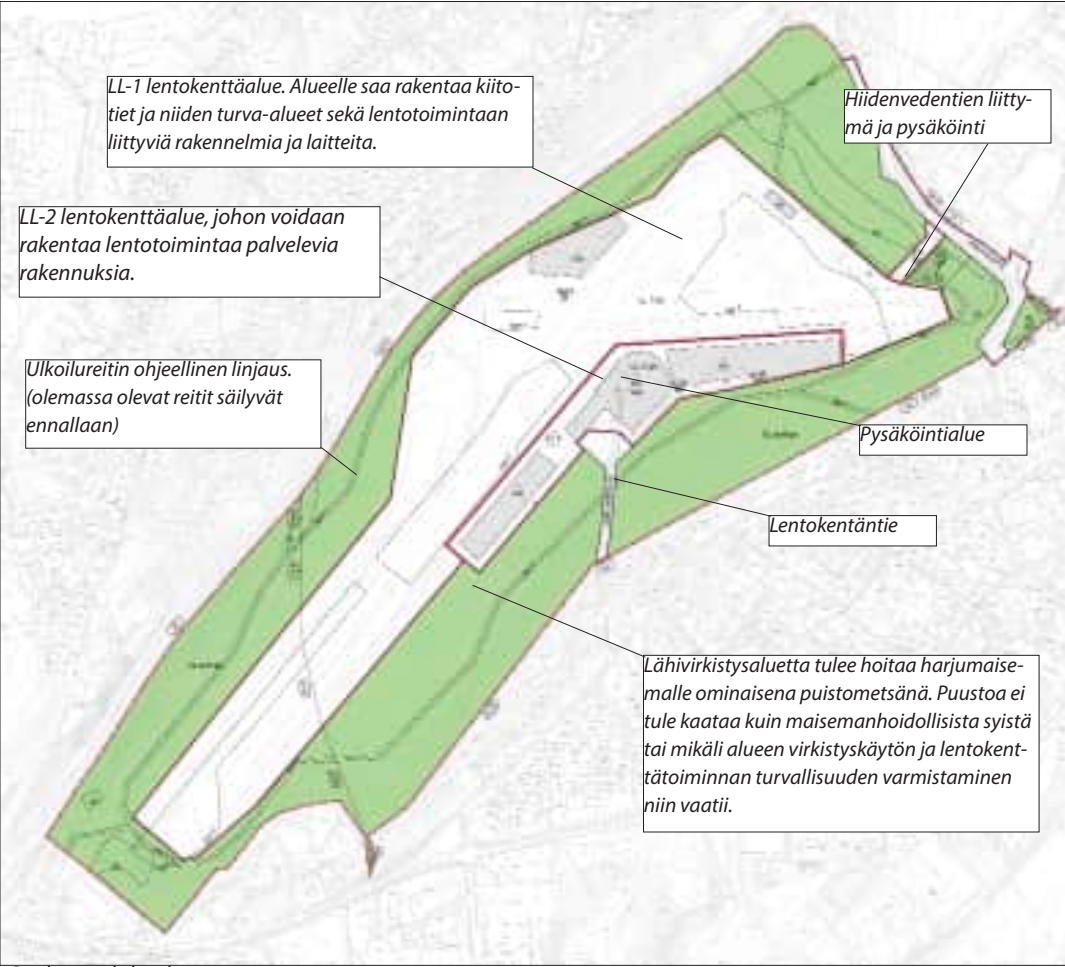 LL-1 lentokenttäalue. Alueelle saa rakentaa kiito-
tiet ja niiden turva-alueet sekä lentotoimintaan
liittyviä rakennelmia ja laitteita.
Hiidenvedentien liitty-
mä ja pysäköinti
LL-2 lentokenttäalue, johon voidaan
rakentaa lentotoimintaa palvelevia
rakennuksia.
Ulkoilureitin ohjeellinen linjaus.
(olemassa olevat reitit säilyvät
ennallaan)
Pysäköintialue
Lentokentäntie
Lähivirkistysaluetta tulee hoitaa harjumaise-
malle ominaisena puistometsänä. Puustoa ei
tule kaataa kuin maisemanhoidollisista syistä
tai mikäli alueen virkistyskäytön ja lentokent-
tätoiminnan turvallisuuden varmistaminen
niin vaatii.